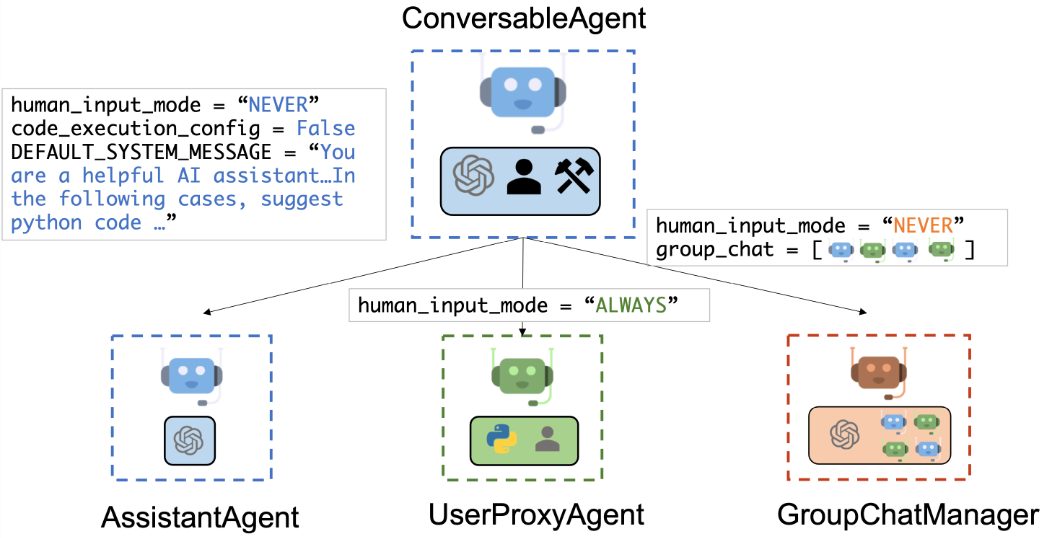 ConversableAgent
human_input_mode = “NEVER”
code_execution_config = False
DEFAULT_SYSTEM_MESSAGE = “You
are a helpful AI assistant…In
the following cases, suggest
python code …”
human_input_mode = “NEVER”
group_chat = [ ]
human_input_mode = “ALWAYS”
AssistantAgent
UserProxyAgent
GroupChatManager